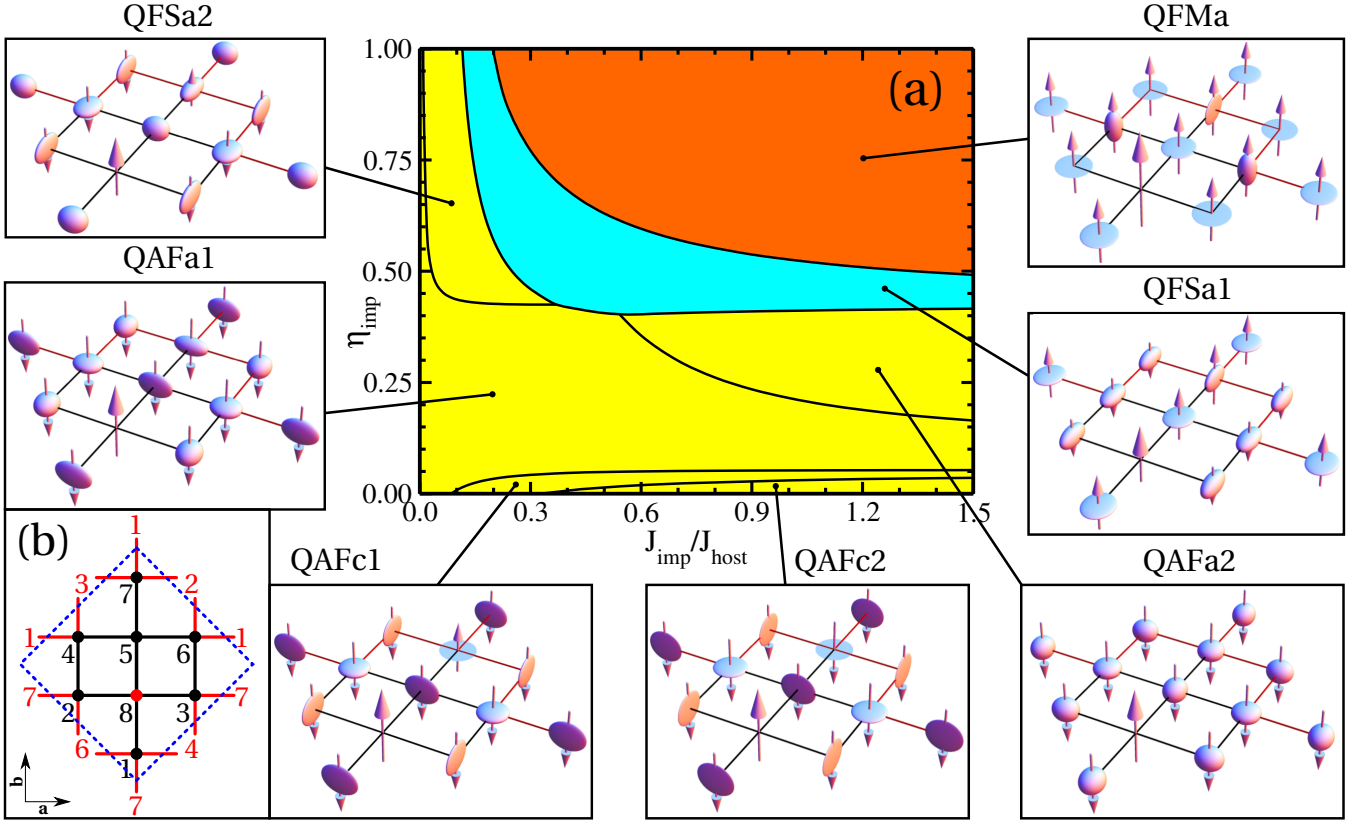 QFSa2
QFMa
(a)
1.00
0.75
0.50
0.25
0.00
η_imp
0.0 0.3 0.6 0.9 1.2 1.5
J_imp/J_host
QAFa1
QFSa1
QAFc1
QAFc2
QAFa2
(b)
1
3 7 2
1 4 5 6 1
7 2 8 3 7
6 1 4
7
b
a